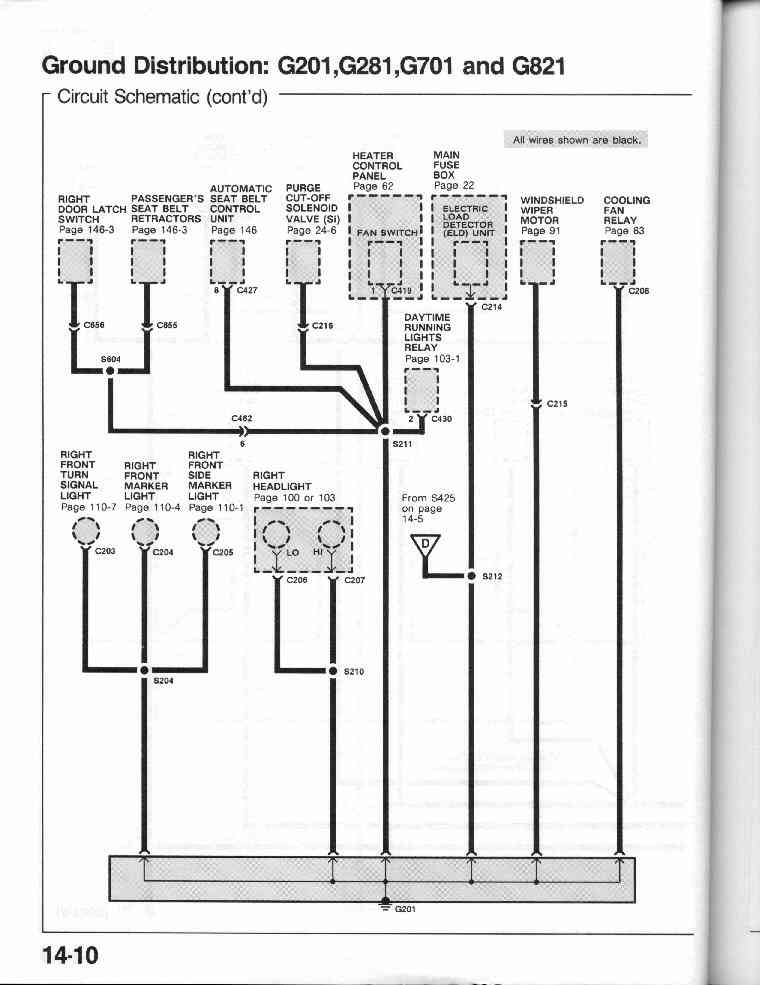 Ground Distribution: G201,G281,G701 and G821
Circuit Schematic (cont'd)
All wires shown are black.
RIGHT
DOOR LATCH
SWITCH
Page 146-3
PASSENGER'S
SEAT BELT
RETRACTORS
Page 146-3
AUTOMATIC
SEAT BELT
CONTROL
UNIT
Page 146
PURGE
CUT-OFF
SOLENOID
VALVE (Si)
Page 24-6
HEATER
CONTROL
PANEL
Page 62
FAN SWITCH
MAIN
FUSE
BOX
Page 22
ELECTRIC
LOAD
DETECTOR
(ELD) UNIT
WINDSHIELD
WIPER
MOTOR
Page 91
COOLING
FAN
RELAY
Page 63
8 C427
1 C419
C208
C214
DAYTIME
RUNNING
LIGHTS
RELAY
Page 103-1
C656
C655
C216
S604
C215
C462
6
2 C430
S211
RIGHT
FRONT
TURN
SIGNAL
LIGHT
Page 110-7
RIGHT
FRONT
MARKER
LIGHT
Page 110-4
RIGHT
FRONT
SIDE
MARKER
LIGHT
Page 110-1
RIGHT
HEADLIGHT
Page 100 or 103
From S425
on page
14-5
D
C203
C204
C205
LO
HI
C206
C207
S212
S204
S210
G201
14-10